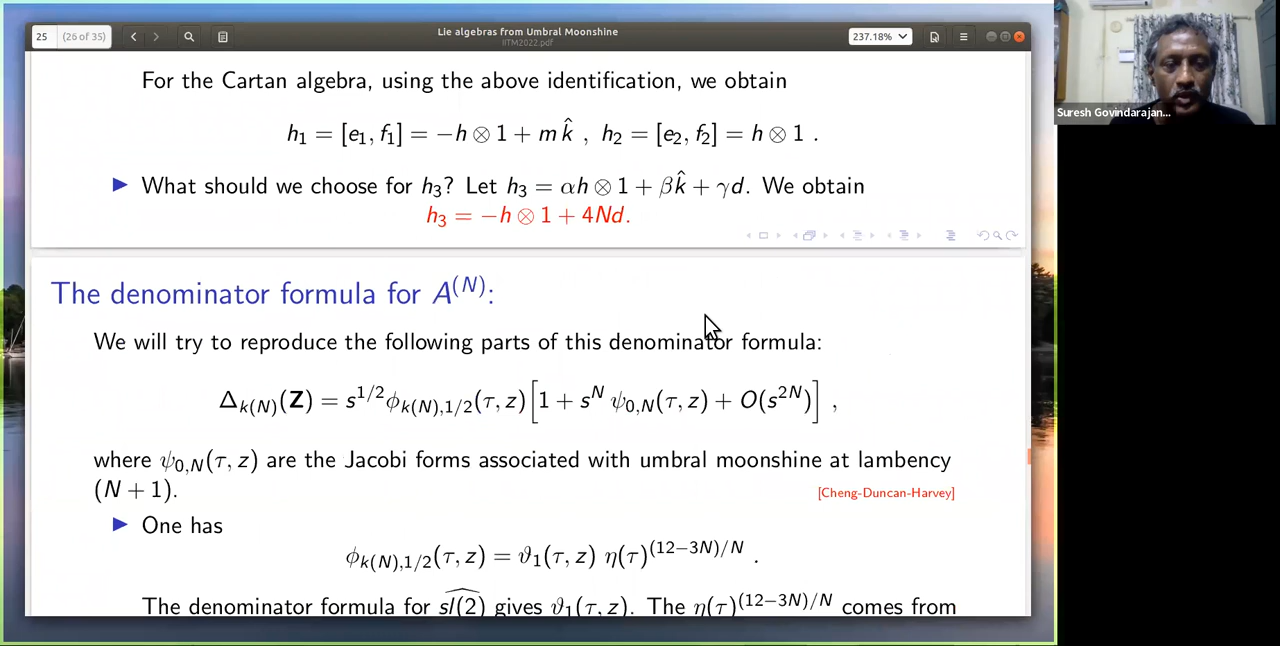 25 (26 of 35)
Lie algebras from Umbral Moonshine
IITM2022.pdf
237.18%
For the Cartan algebra, using the above identification, we obtain
h₁ = [e₁, f₁] = −h ⊗ 1 + m k̂ , h₂ = [e₂, f₂] = h ⊗ 1 .
What should we choose for h₃? Let h₃ = αh ⊗ 1 + βk̂ + γd. We obtain
h₃ = −h ⊗ 1 + 4Nd.
The denominator formula for A^(N):
We will try to reproduce the following parts of this denominator formula:
Δ_k(N)(Z) = s^1/2 ϕ_k(N),1/2(τ, z)[1 + s^N ψ_0,N(τ, z) + O(s^2N)] ,
where ψ_0,N(τ, z) are the Jacobi forms associated with umbral moonshine at lambency
(N + 1).
[Cheng-Duncan-Harvey]
One has
ϕ_k(N),1/2(τ, z) = ϑ₁(τ, z) η(τ)^(12−3N)/N .
The denominator formula for sl(2)^ gives ϑ₁(τ, z). The η(τ)^(12−3N)/N comes from
Suresh Govindarajan...